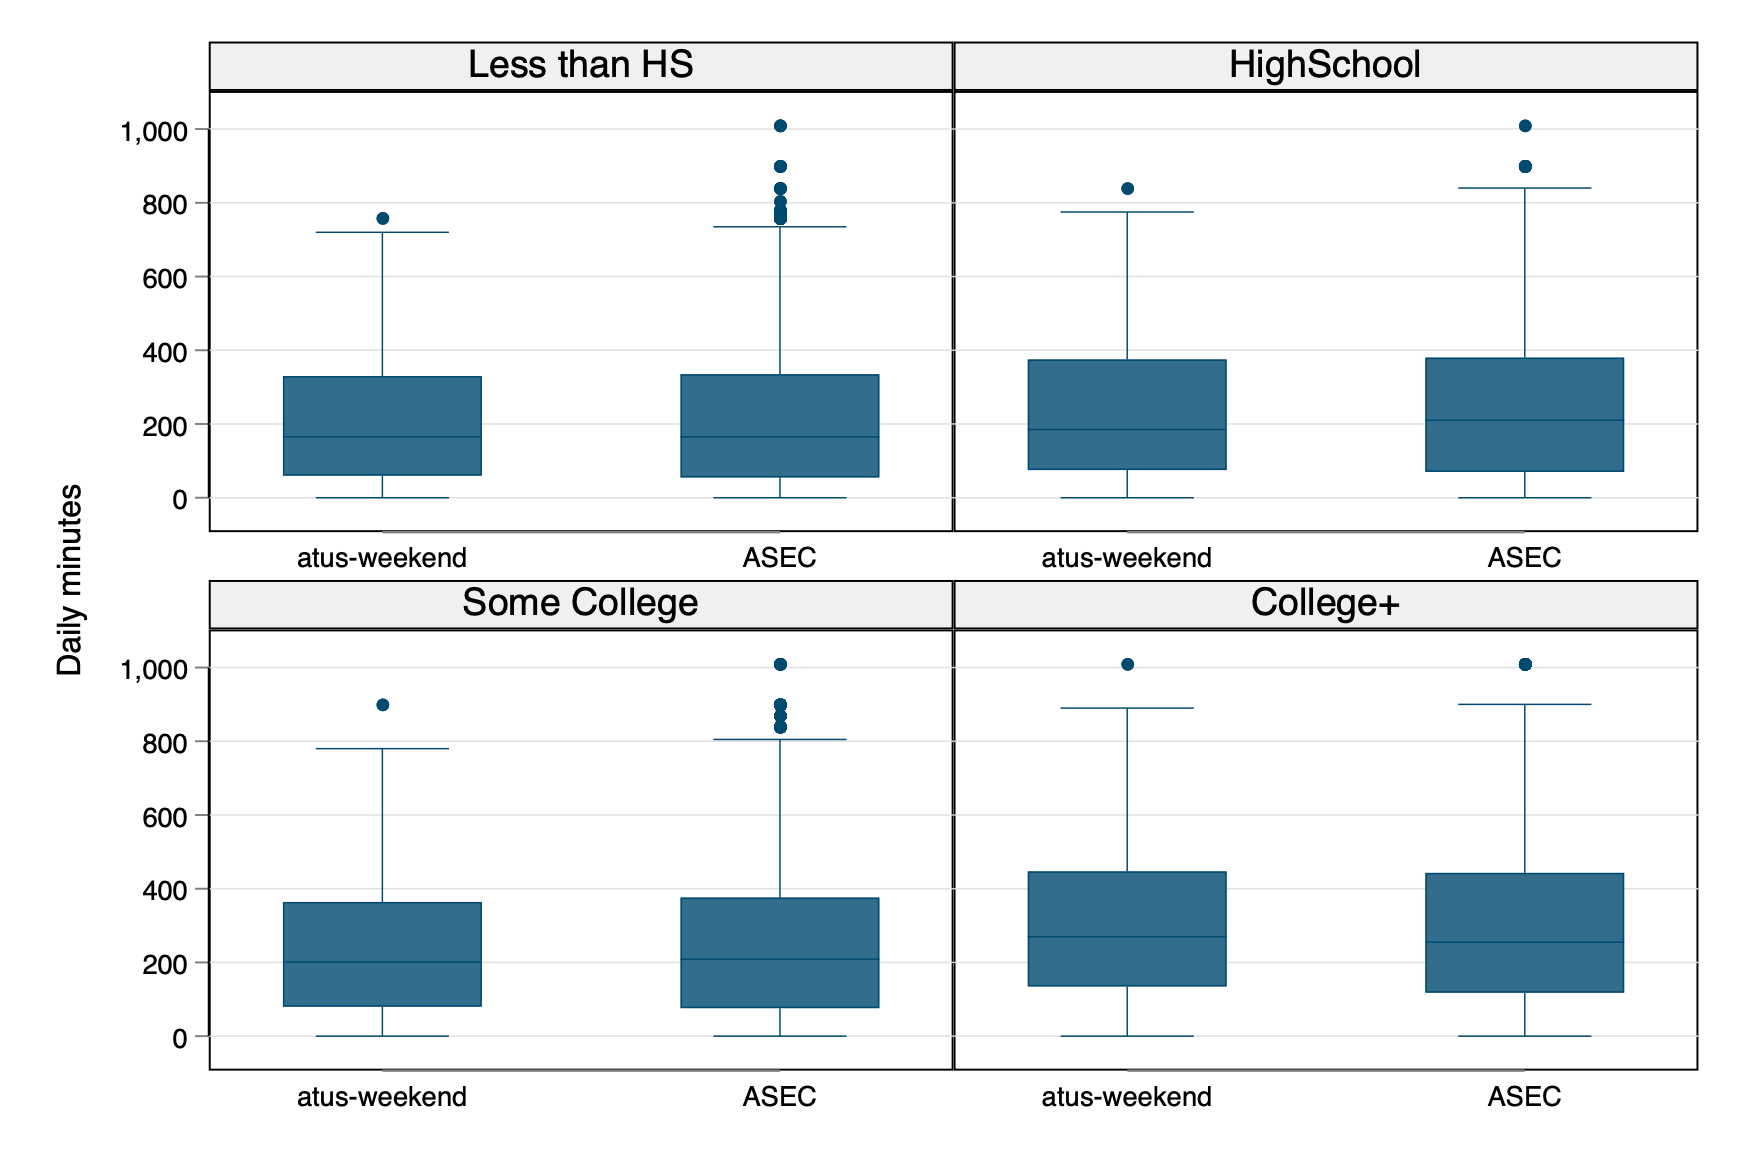 Less than HS
HighSchool
1,000
800
600
400
200
0
atus-weekend
ASEC
atus-weekend
ASEC
Daily minutes
Some College
College+
1,000
800
600
400
200
0
atus-weekend
ASEC
atus-weekend
ASEC